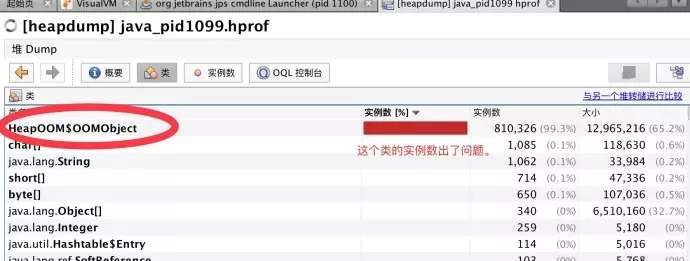 起始页
VisualVM
org jetbrains jps cmdline Launcher (pid 1100)
[heapdump] java_pid1099.hprof
[heapdump] java_pid1099.hprof
堆 Dump
概要
类
实例数
OQL 控制台
类
与另一个堆转储进行比较
实例数 [%]
实例数
大小
HeapOOM$OOMObject
810,326 (99.3%)
12,965,216 (65.2%)
char[]
1,085 (0.1%)
118,630 (0.6%)
这个类的实例数出了问题。
java.lang.String
1,062 (0.1%)
33,984 (0.2%)
short[]
714 (0.1%)
47,336 (0.2%)
byte[]
650 (0.1%)
107,036 (0.5%)
java.lang.Object[]
340 (0%)
6,510,160 (32.7%)
java.lang.Integer
259 (0%)
5,180 (0%)
java.util.Hashtable$Entry
114 (0%)
5,016 (0%)
java.lang.ref.SoftReference
103 (0%)
5,768 (0%)